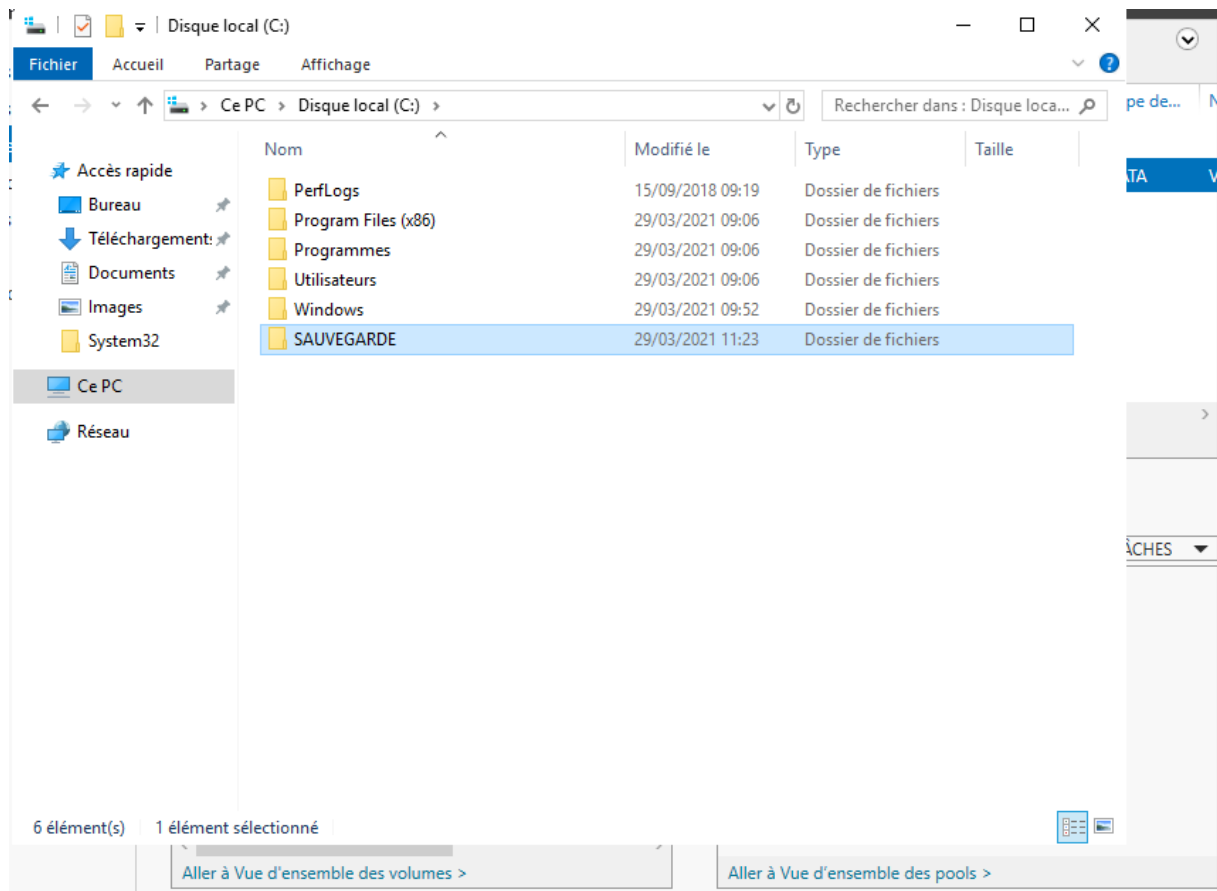 Disque local (C:)
Fichier Accueil Partage Affichage
Ce PC > Disque local (C:) > Rechercher dans : Disque loca...
pe de...
Nom Modifié le Type Taille
Accès rapide
Bureau
Téléchargement
Documents
Images
System32
Ce PC
Réseau
PerfLogs 15/09/2018 09:19 Dossier de fichiers
Program Files (x86) 29/03/2021 09:06 Dossier de fichiers
Programmes 29/03/2021 09:06 Dossier de fichiers
Utilisateurs 29/03/2021 09:06 Dossier de fichiers
Windows 29/03/2021 09:52 Dossier de fichiers
SAUVEGARDE 29/03/2021 11:23 Dossier de fichiers
ATA V
ÂCHES
6 élément(s) 1 élément sélectionné
Aller à Vue d'ensemble des volumes >
Aller à Vue d'ensemble des pools >